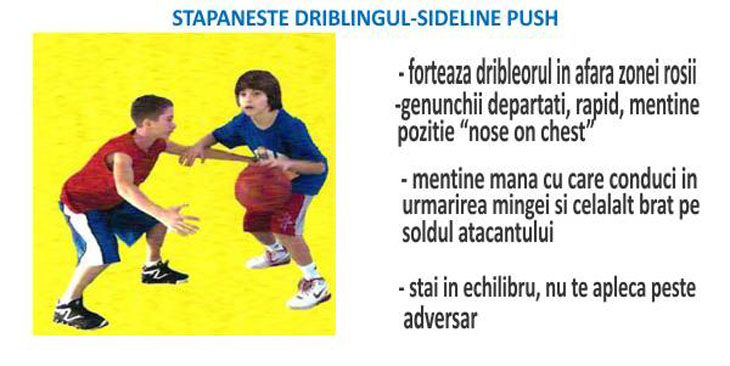 STAPANESTE DRIBLINGUL-SIDELINE PUSH
- forteaza dribleorul in afara zonei rosii
-genunchii departati, rapid, mentine
pozitie “nose on chest”
- mentine mana cu care conduci in
urmarirea mingei si celalalt brat pe
soldul atacantului
- stai in echilibru, nu te apleca peste
adversar